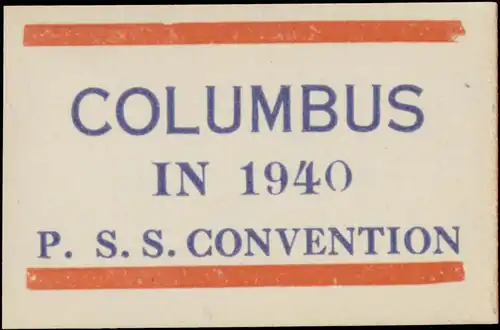 COLUMBUS
IN 1940
P. S. S. CONVENTION